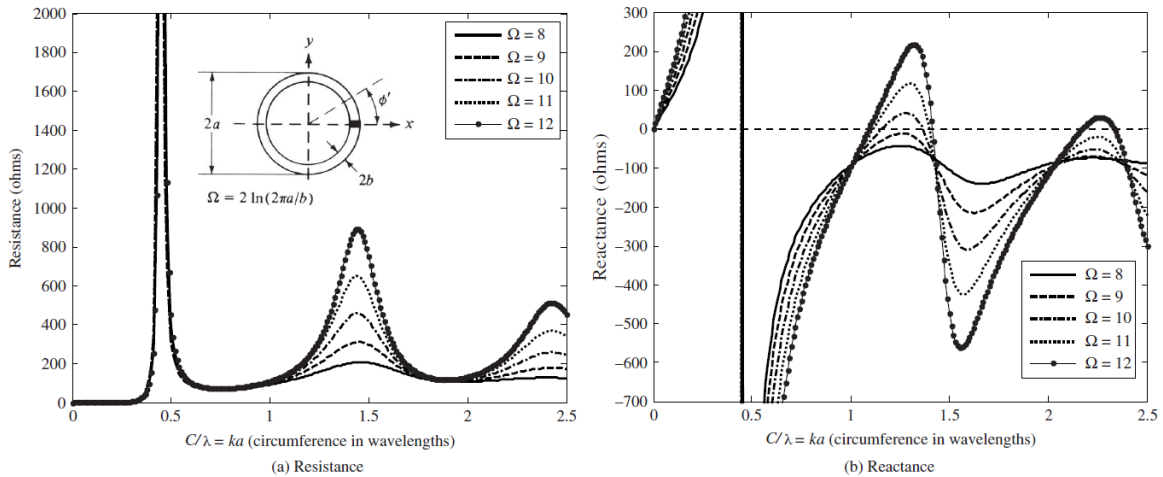 2000
1800
1600
1400
1200
1000
800
600
400
200
0
Resistance (ohms)
0
0.5
1
1.5
2
2.5
C/λ = ka (circumference in wavelengths)
(a) Resistance
Ω = 8
Ω = 9
Ω = 10
Ω = 11
Ω = 12
y
x
ϕ′
2a
2b
Ω = 2 ln(2πa/b)
300
200
100
0
−100
−200
−300
−400
−500
−600
−700
Reactance (ohms)
0
0.5
1
1.5
2
2.5
C/λ = ka (circumference in wavelengths)
(b) Reactance
Ω = 8
Ω = 9
Ω = 10
Ω = 11
Ω = 12